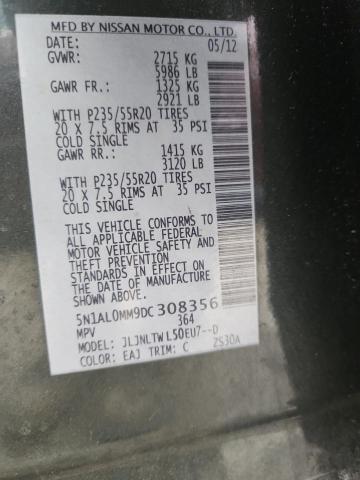 MFD BY NISSAN MOTOR CO., LTD.
DATE: 05/12
GVWR: 2715 KG
5986 LB
GAWR FR.: 1325 KG
2921 LB
WITH P235/55R20 TIRES
20 X 7.5 RIMS AT 35 PSI
COLD SINGLE
GAWR RR.: 1415 KG
3120 LB
WITH P235/55R20 TIRES
20 X 7.5 RIMS AT 35 PSI
COLD SINGLE
THIS VEHICLE CONFORMS TO
ALL APPLICABLE FEDERAL
MOTOR VEHICLE SAFETY AND
THEFT PREVENTION
STANDARDS IN EFFECT ON
THE DATE OF MANUFACTURE
SHOWN ABOVE.
5N1AL0MM9DC308356
MPV 364
MODEL: JLJNLTWL50EU7--D
COLOR: EAJ TRIM: C ZS30A